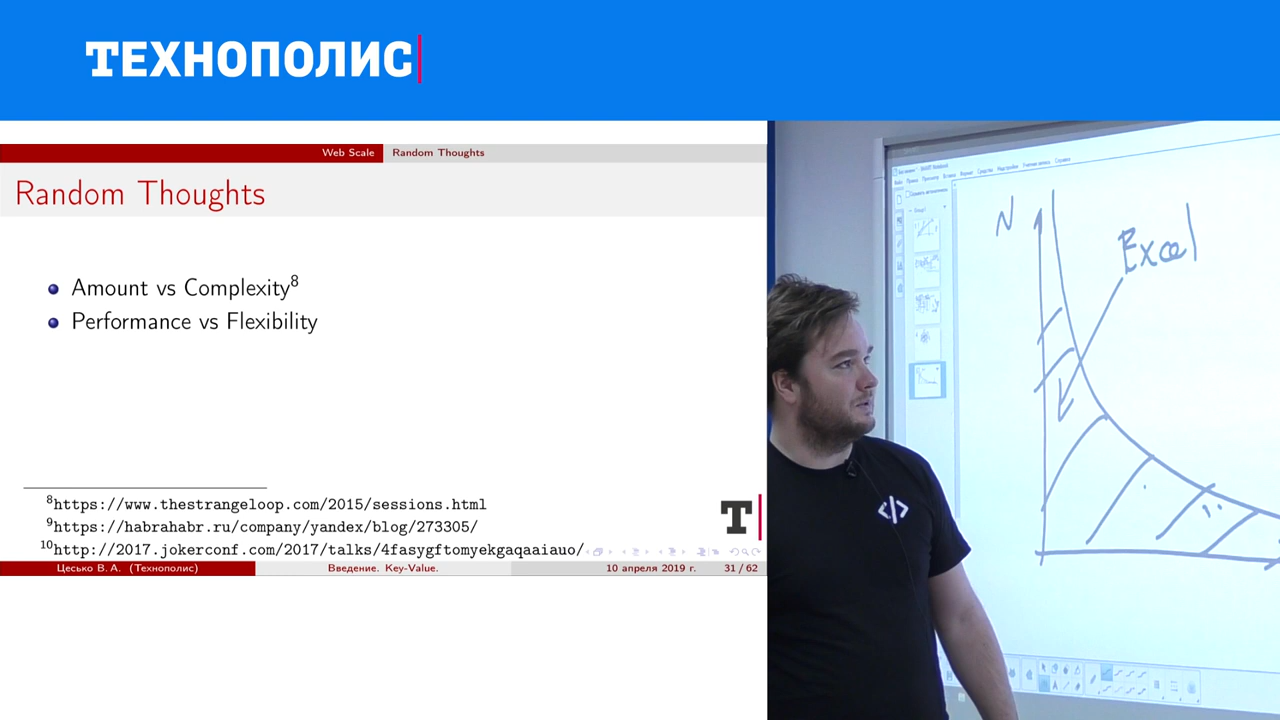 ТЕХНОПОЛИС
Web Scale Random Thoughts
Random Thoughts
Amount vs Complexity8
Performance vs Flexibility
8https://www.thestrangeloop.com/2015/sessions.html
9https://habrahabr.ru/company/yandex/blog/273305/
10http://2017.jokerconf.com/2017/talks/4fasygftomyekgaqaaiauo/
T
Цесько В. А. (Технополис) Введение. Key-Value. 10 апреля 2019 г. 31 / 62
</>
N
Excel